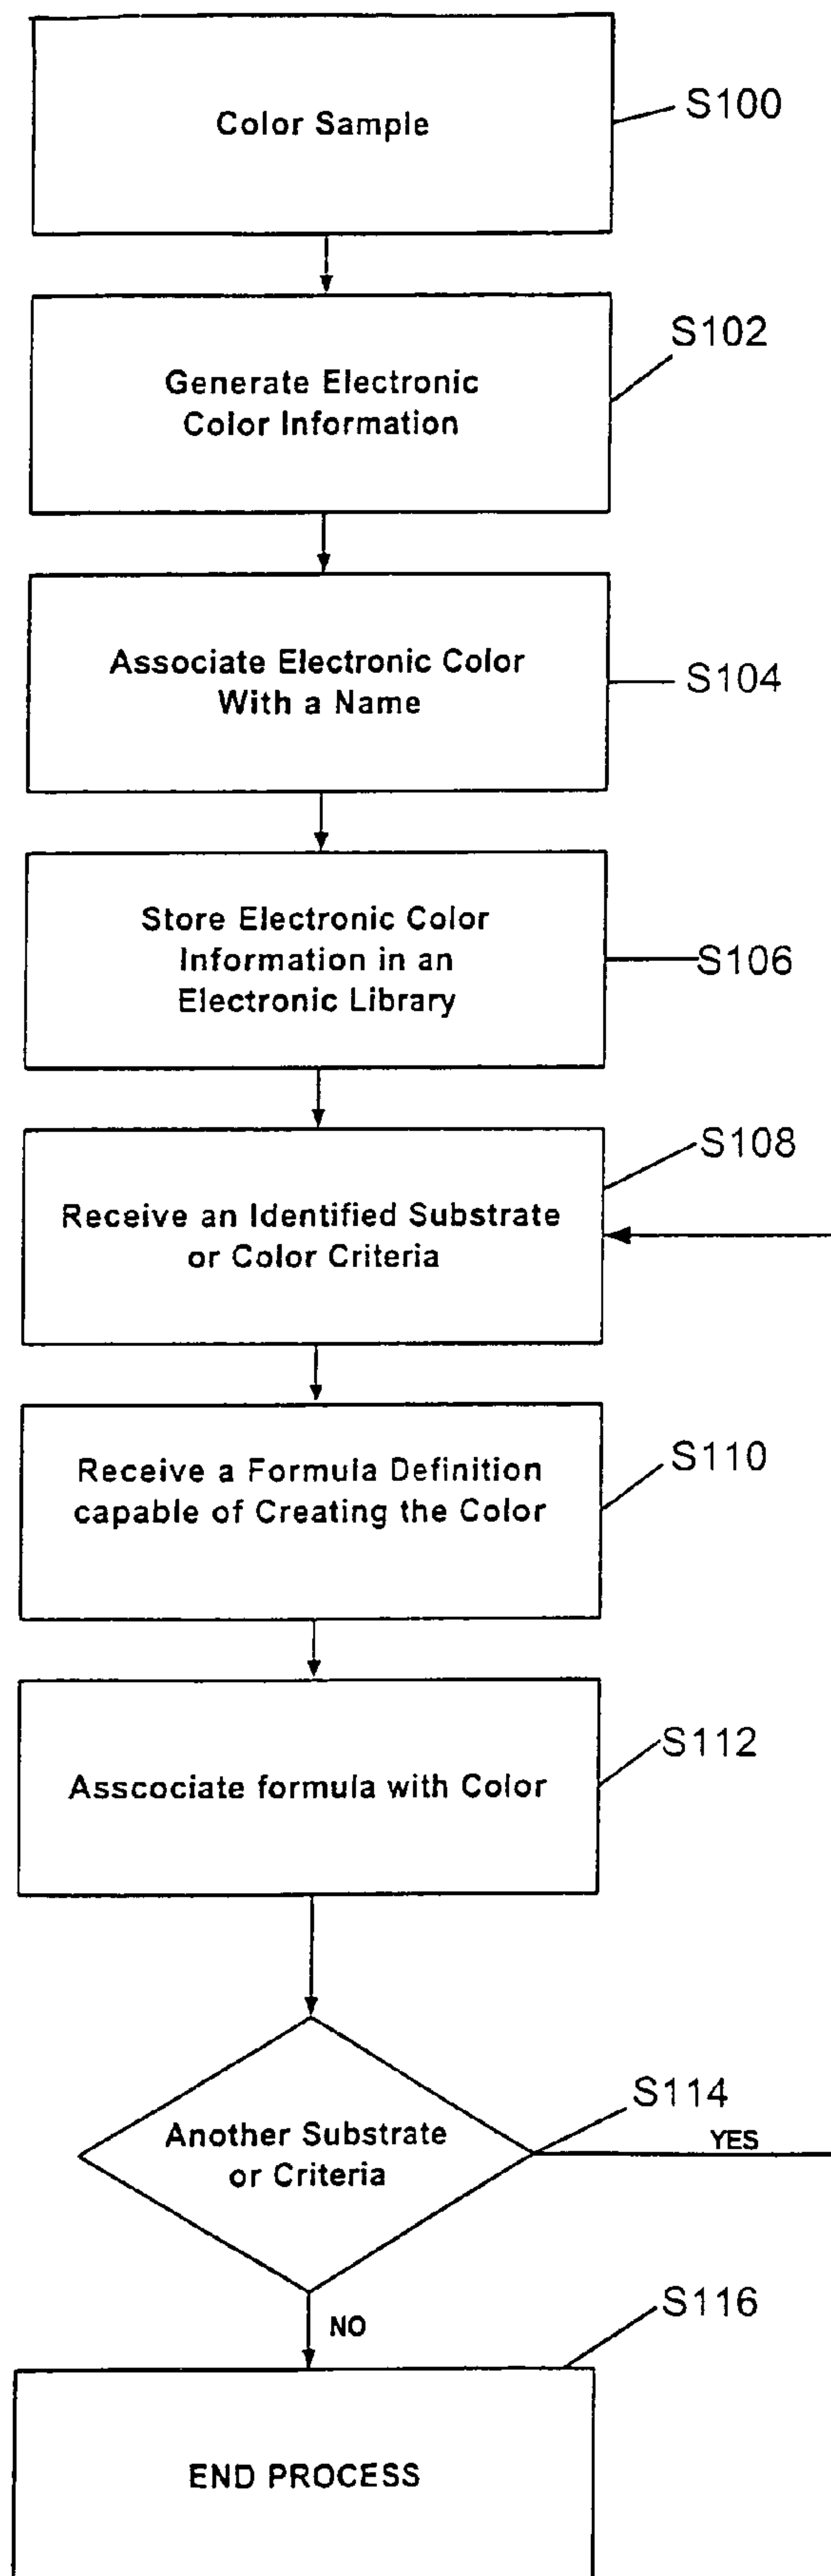 Color Sample
S100
Generate Electronic
Color Information
S102
Associate Electronic Color
With a Name
S104
Store Electronic Color
Information in an
Electronic Library
S106
Receive an Identified Substrate
or Color Criteria
S108
Receive a Formula Definition
capable of Creating the Color
S110
Asscociate formula with Color
S112
Another Substrate
or Criteria
S114
YES
NO
S116
END PROCESS